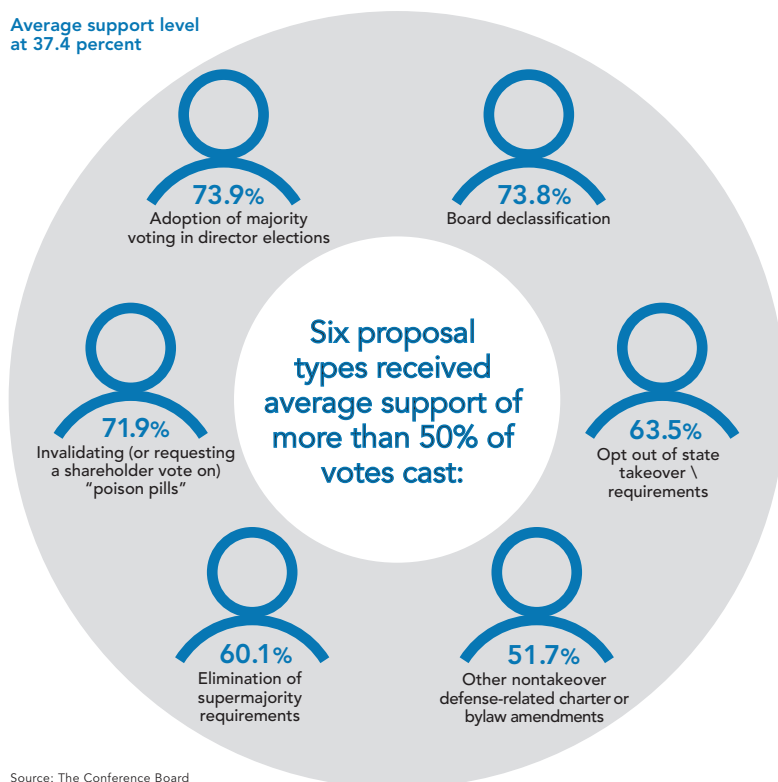 Average support level
at 37.4 percent
73.9%
Adoption of majority
voting in director elections
73.8%
Board declassification
Six proposal
types received
average support of
more than 50% of
votes cast:
71.9%
Invalidating (or requesting
a shareholder vote on)
“poison pills”
63.5%
Opt out of state
takeover \
requirements
60.1%
Elimination of
supermajority
requirements
51.7%
Other nontakeover
defense-related charter or
bylaw amendments
Source: The Conference Board